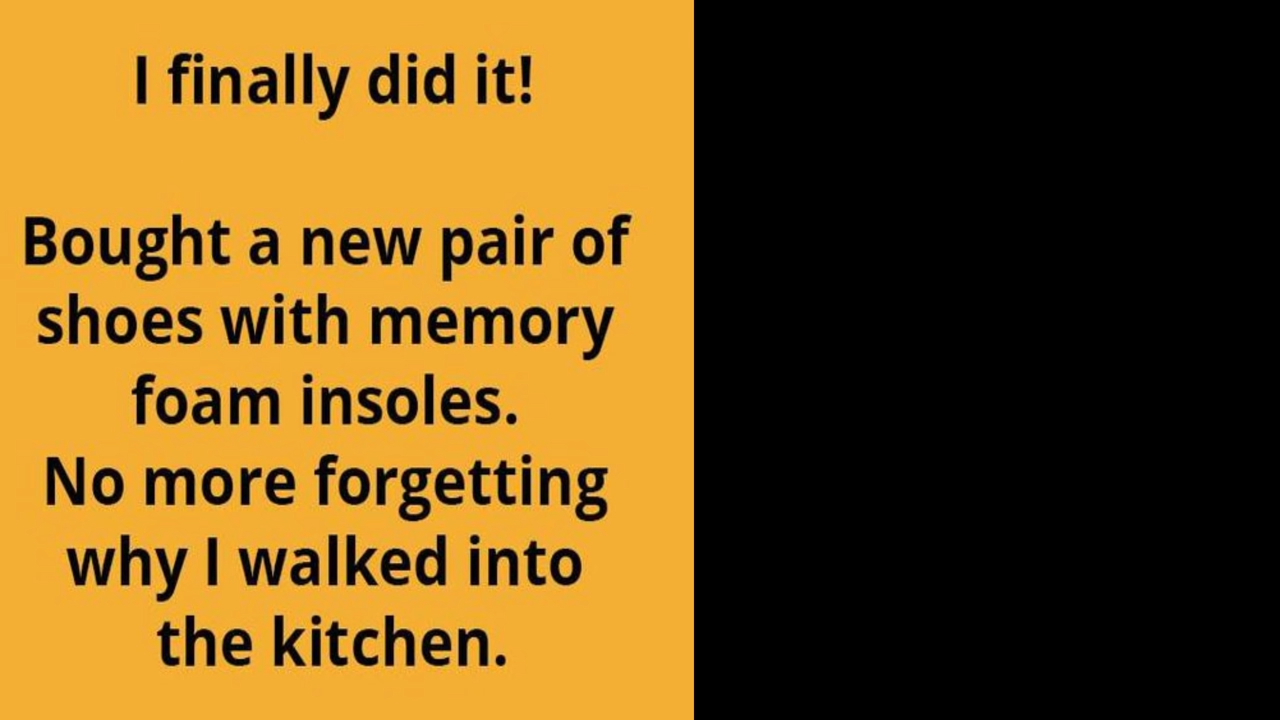 I finally did it!
Bought a new pair of
shoes with memory
foam insoles.
No more forgetting
why I walked into
the kitchen.